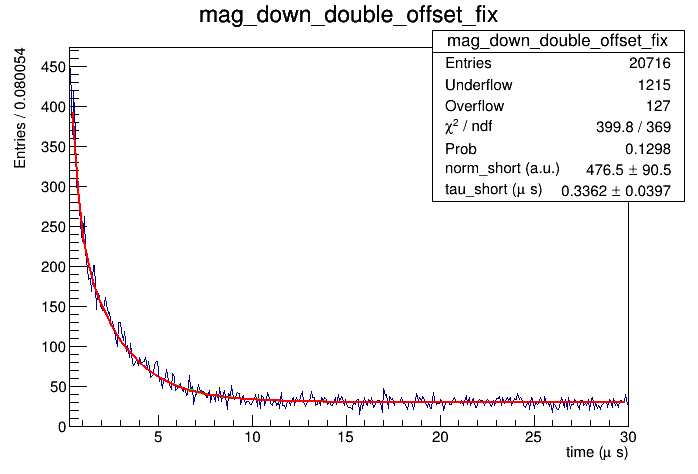 mag_down_double_offset_fix
mag_down_double_offset_fix
Entries 20716
Underflow 1215
Overflow 127
χ² / ndf 399.8 / 369
Prob 0.1298
norm_short (a.u.) 476.5 ± 90.5
tau_short (μ s) 0.3362 ± 0.0397
Entries / 0.080054
450
400
350
300
250
200
150
100
50
0
5 10 15 20 25 30
time (μ s)